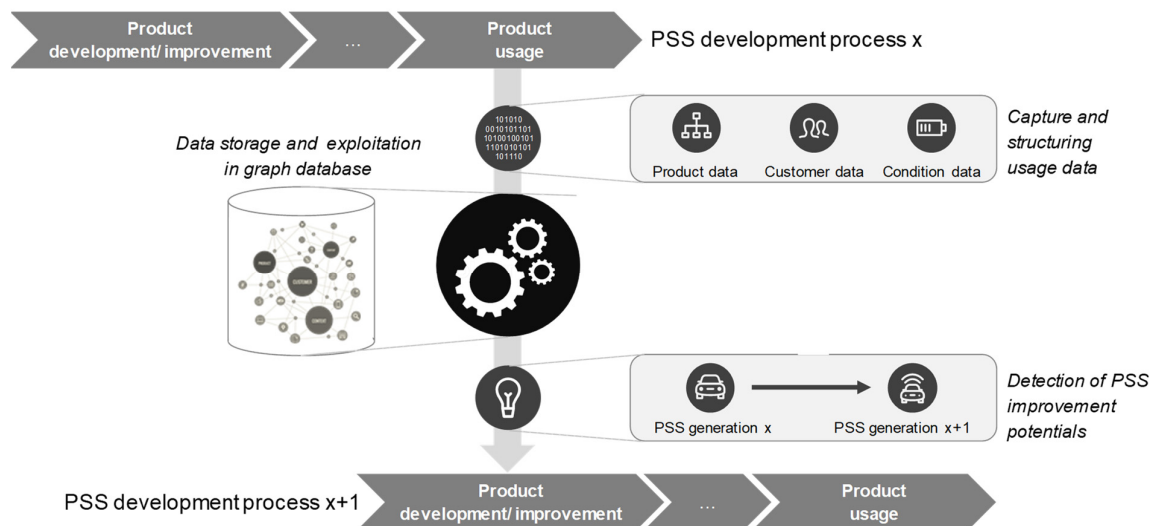 Product
development/ improvement
...
Product
usage
PSS development process x
101010
0010101101
10100100101
1101010101
101110
Product data
Customer data
Condition data
Capture and
structuring
usage data
Data storage and exploitation
in graph database
PRODUCT
CUSTOMER
CONTEXT
PSS generation x
PSS generation x+1
Detection of PSS
improvement
potentials
PSS development process x+1
Product
development/ improvement
...
Product
usage